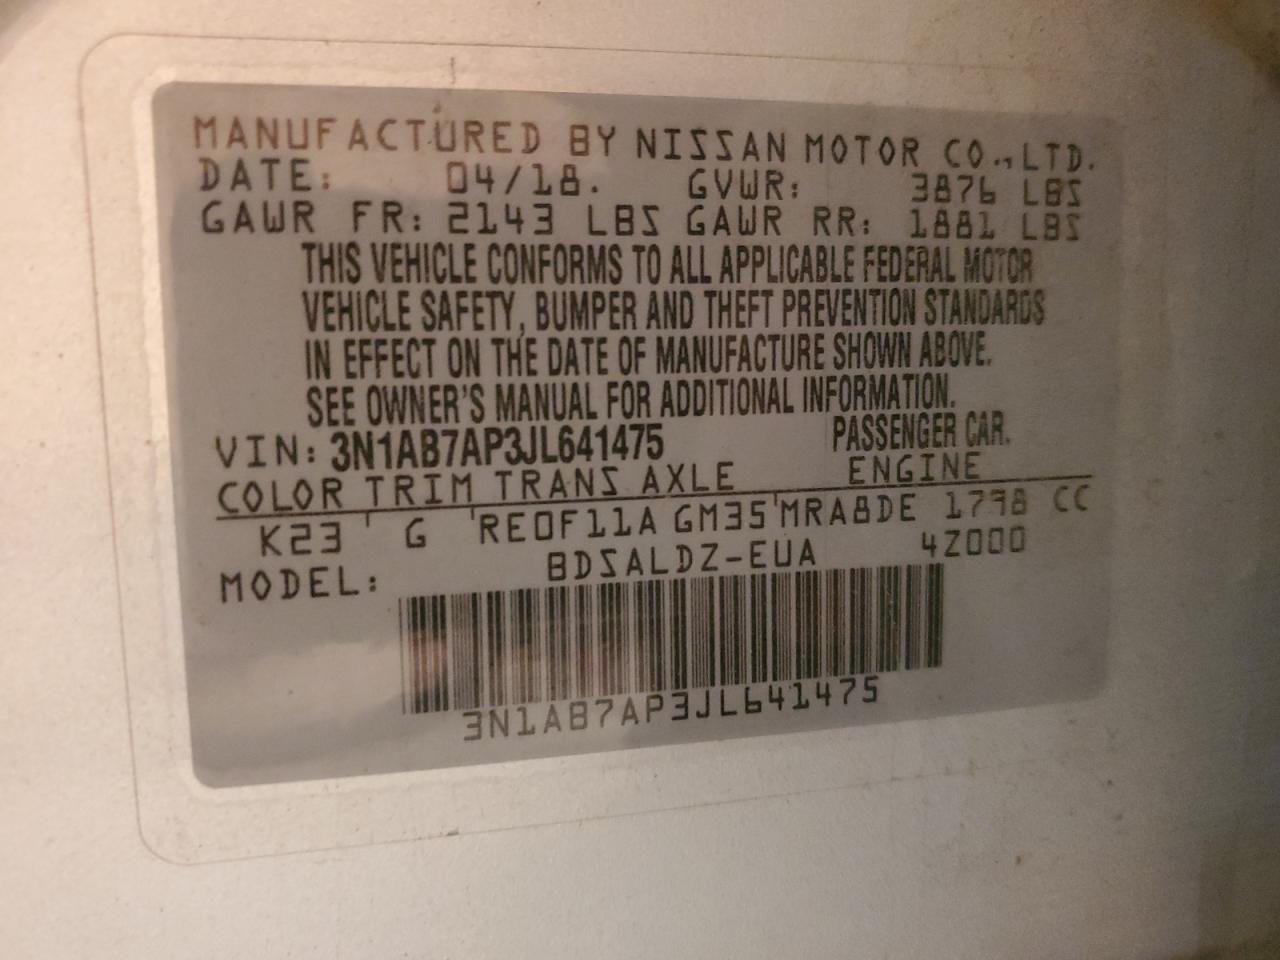 MANUFACTURED BY NISSAN MOTOR CO.,LTD.
DATE: 04/18. GVWR: 3876 LBS
GAWR FR: 2143 LBS GAWR RR: 1881 LBS
THIS VEHICLE CONFORMS TO ALL APPLICABLE FEDERAL MOTOR
VEHICLE SAFETY, BUMPER AND THEFT PREVENTION STANDARDS
IN EFFECT ON THE DATE OF MANUFACTURE SHOWN ABOVE.
SEE OWNER'S MANUAL FOR ADDITIONAL INFORMATION.
VIN: 3N1AB7AP3JL641475 PASSENGER CAR.
COLOR TRIM TRANS AXLE ENGINE
K23 G RE0F11A GM35 MRA8DE 1798 CC
MODEL: BDSALDZ-EUA 4Z000
3N1AB7AP3JL641475